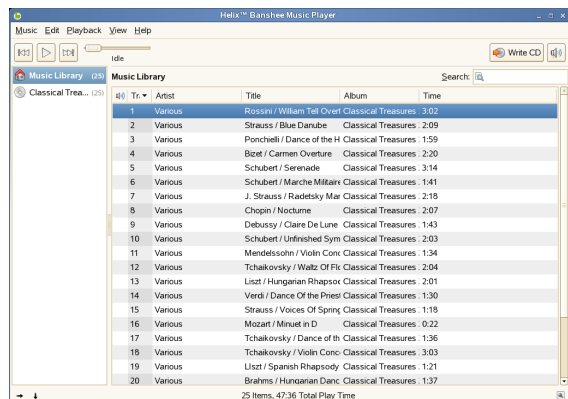 Helix™ Banshee Music Player
Music Edit Playback View Help
Idle
Write CD
Music Library (25)
Classical Trea... (25)
Music Library Search:
Tr. Artist Title Album Time
1 Various Rossini / William Tell Overt Classical Treasures 3:02
2 Various Strauss / Blue Danube Classical Treasures 2:09
3 Various Ponchielli / Dance of the H Classical Treasures 1:59
4 Various Bizet / Carmen Overture Classical Treasures 2:20
5 Various Schubert / Serenade Classical Treasures 3:14
6 Various Schubert / Marche Militaire Classical Treasures 1:41
7 Various J. Strauss / Radetsky Mar Classical Treasures 2:18
8 Various Chopin / Nocturne Classical Treasures 2:07
9 Various Debussy / Claire De Lune Classical Treasures 1:43
10 Various Schubert / Unfinished Sym Classical Treasures 2:03
11 Various Mendelssohn / Violin Conc Classical Treasures 1:34
12 Various Tchaikovsky / Waltz Of Flo Classical Treasures 2:04
13 Various Liszt / Hungarian Rhapsod Classical Treasures 2:01
14 Various Verdi / Dance Of the Priest Classical Treasures 1:30
15 Various Strauss / Voices Of Spring Classical Treasures 1:18
16 Various Mozart / Minuet in D Classical Treasures 0:22
17 Various Tchaikovsky / Dance of th Classical Treasures 1:36
18 Various Tchaikovsky / Violin Conc Classical Treasures 3:03
19 Various LIszt / Spanish Rhapsody Classical Treasures 1:21
20 Various Brahms / Hungarian Danc Classical Treasures 1:37
25 Items, 47:36 Total Play Time